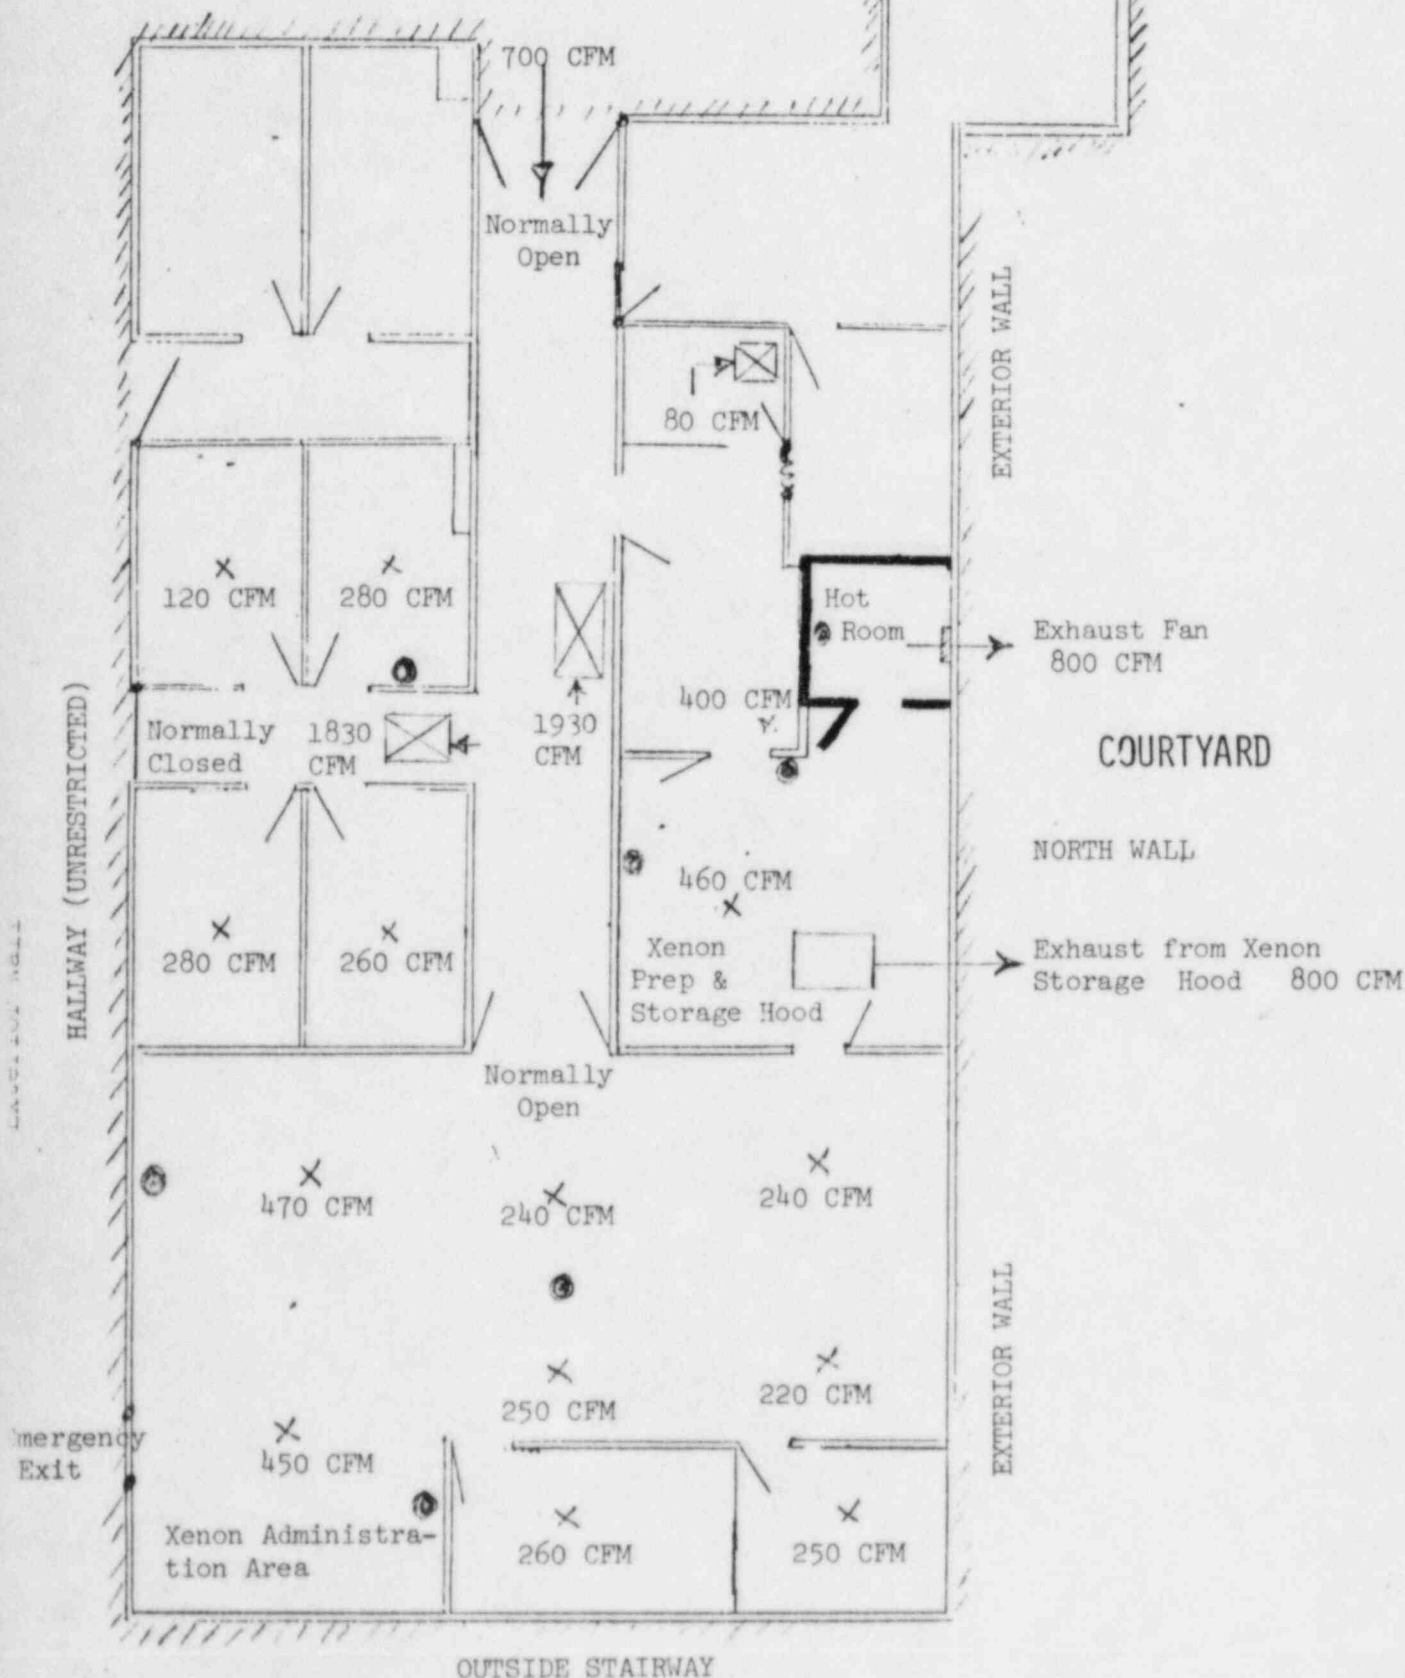 700 CFM
Normally
Open
EXTERIOR WALL
80 CFM
120 CFM
280 CFM
Hot
Room
Exhaust Fan
800 CFM
400 CFM
Normally
Closed
1830
CFM
1930
CFM
COURTYARD
HALLWAY (UNRESTRICTED)
NORTH WALL
460 CFM
280 CFM
260 CFM
Xenon
Prep &
Storage Hood
Exhaust from Xenon
Storage Hood 800 CFM
Normally
Open
470 CFM
240 CFM
240 CFM
EXTERIOR WALL
250 CFM
220 CFM
mergency
Exit
450 CFM
Xenon Administra-
tion Area
260 CFM
250 CFM
OUTSIDE STAIRWAY